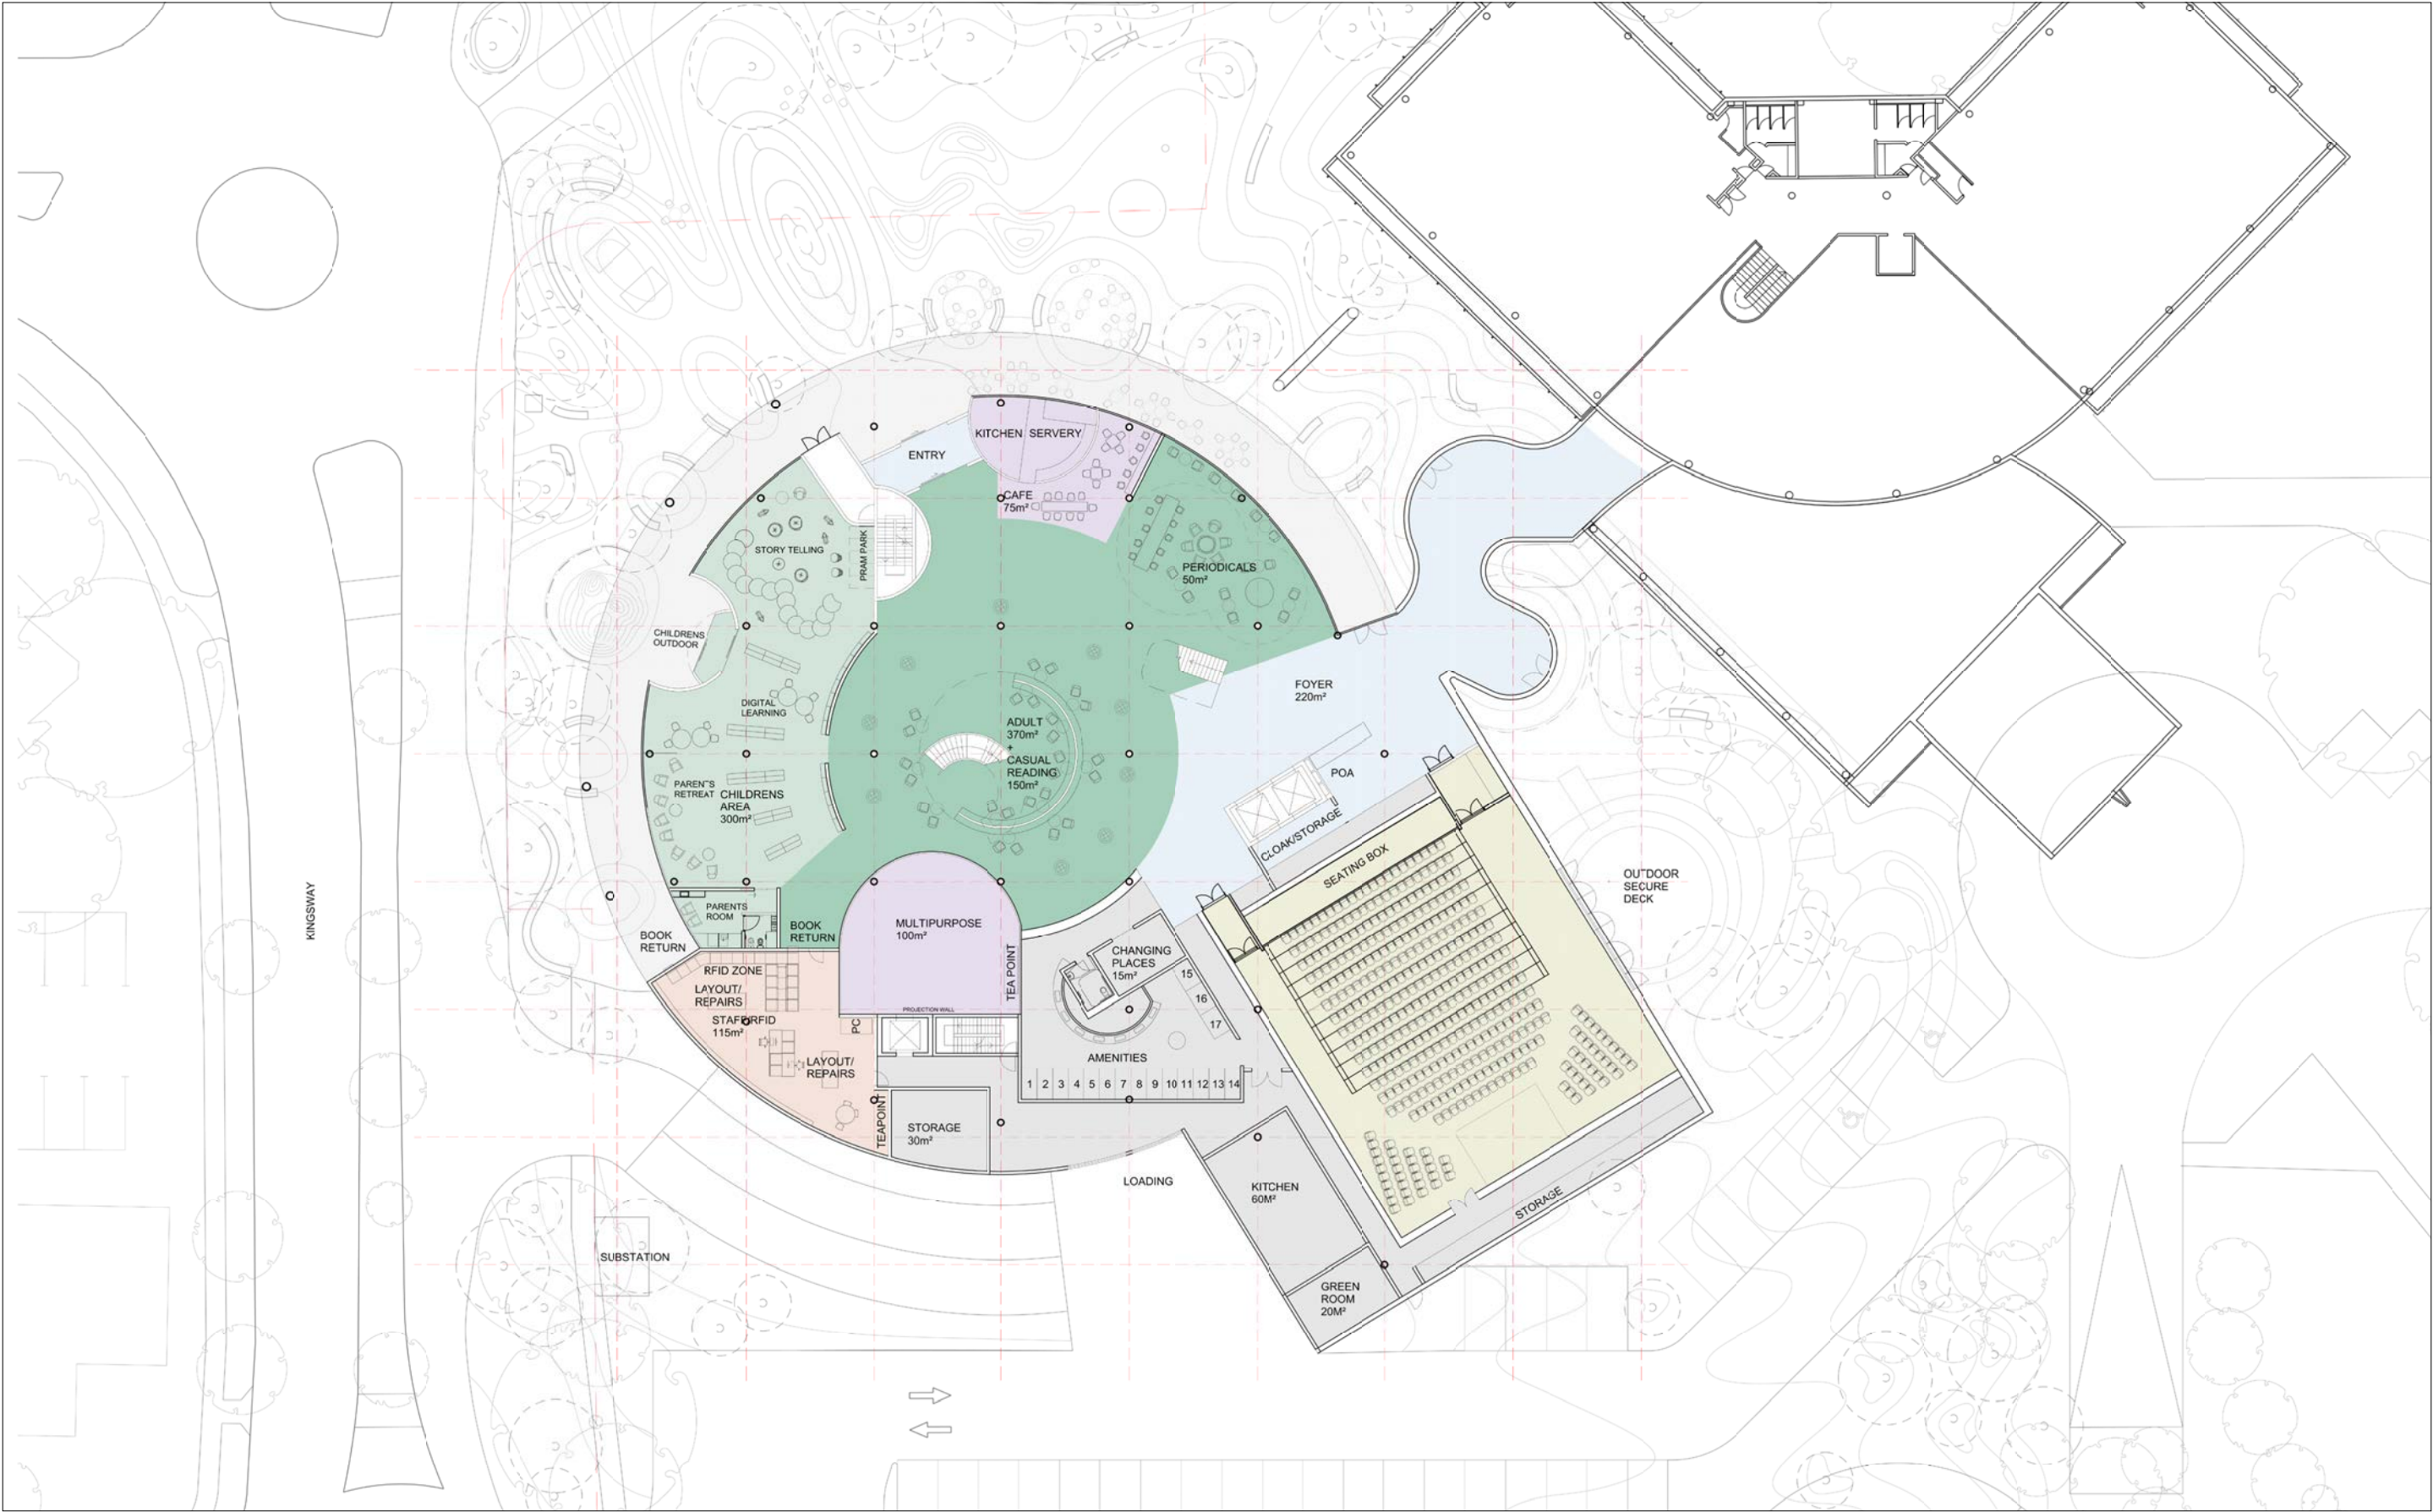 KITCHEN SERVERY
ENTRY
CAFE
75m²
STORY TELLING
PRAM PARK
PERIODICALS
50m²
CHILDRENS
OUTDOOR
FOYER
220m²
DIGITAL
LEARNING
ADULT
370m²
+
CASUAL
READING
150m²
POA
PARENTS
RETREAT
CHILDRENS
AREA
300m²
CLOAK/STORAGE
SEATING BOX
OUTDOOR
SECURE
DECK
KINGSWAY
PARENTS
ROOM
BOOK
RETURN
BOOK
RETURN
MULTIPURPOSE
100m²
TEA POINT
CHANGING
PLACES
15m²
15
16
17
RFID ZONE
LAYOUT/
REPAIRS
STAFF/RFID
115m²
PROJECTION WALL
PC
LAYOUT/
REPAIRS
AMENITIES
1 2 3 4 5 6 7 8 9 10 11 12 13 14
TEAPOINT
STORAGE
30m²
LOADING
KITCHEN
60M²
STORAGE
SUBSTATION
GREEN
ROOM
20M²